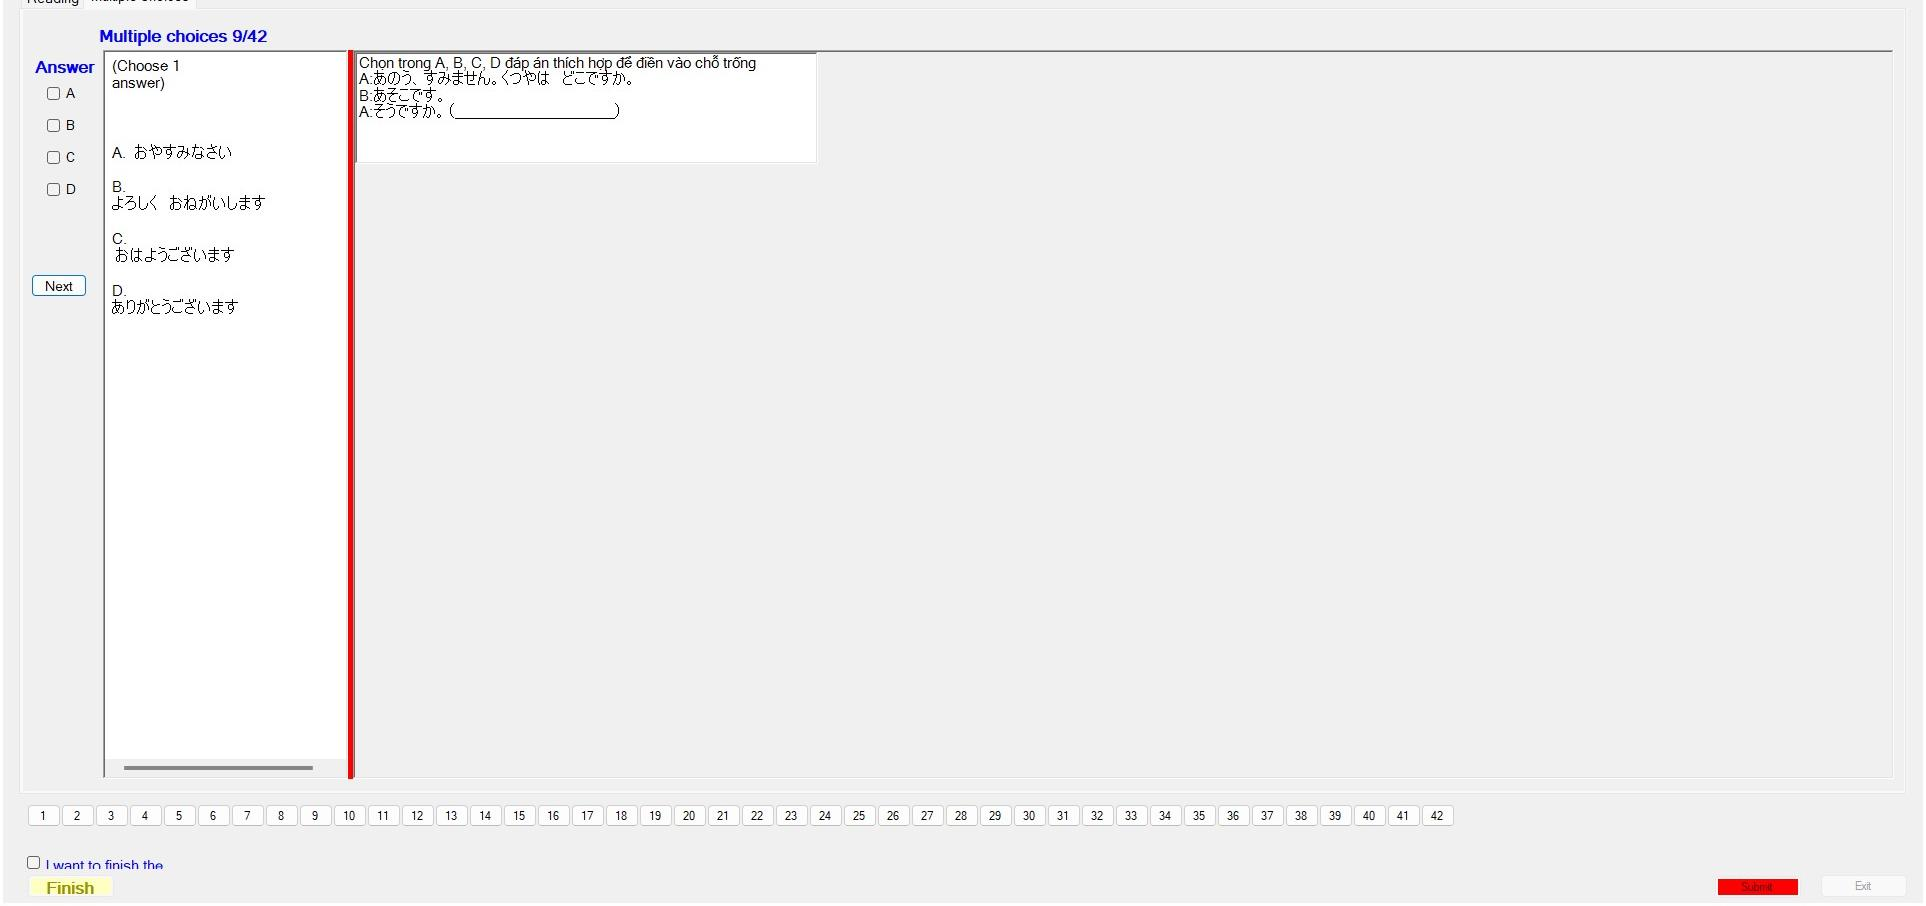 Reading Multiple Choices
Multiple choices 9/42
Answer
A
B
C
D
Next
(Choose 1
answer)
A. おやすみなさい
B.
よろしく おねがいします
C.
おはようございます
D.
ありがとうございます
Chọn trong A, B, C, D đáp án thích hợp để điền vào chỗ trống
A:あのう、すみません。くつやは どこですか。
B:あそこです。
A:そうですか。(____________________)
1 2 3 4 5 6 7 8 9 10 11 12 13 14 15 16 17 18 19 20 21 22 23 24 25 26 27 28 29 30 31 32 33 34 35 36 37 38 39 40 41 42
I want to finish the
Finish
Submit Exit